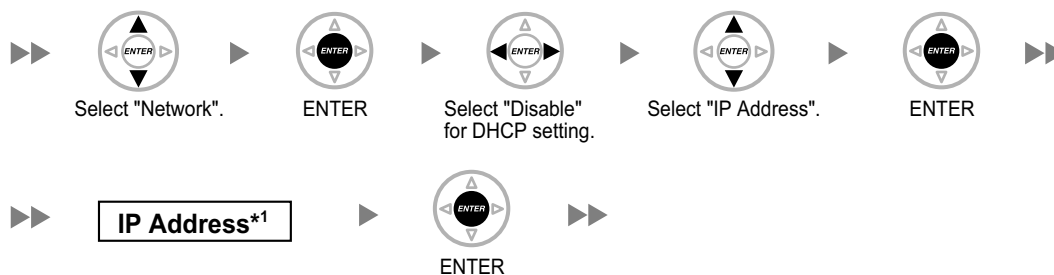 ENTER ENTER ENTER ENTER ENTER
Select "Network". ENTER Select "Disable" Select "IP Address". ENTER
for DHCP setting.
IP Address*1 ENTER
ENTER